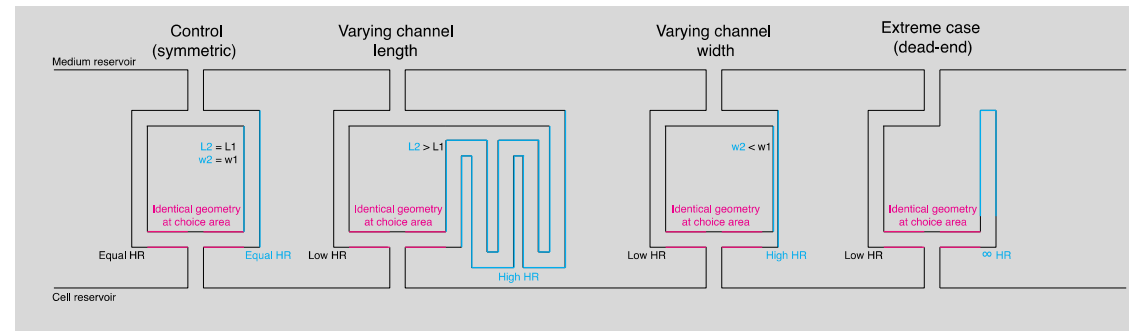 Control
(symmetric)
Varying channel
length
Varying channel
width
Extreme case
(dead-end)
Medium reservoir
L2 = L1
w2 = w1
Identical geometry
at choice area
Equal HR
Equal HR
L2 > L1
Identical geometry
at choice area
Low HR
High HR
w2 < w1
Identical geometry
at choice area
Low HR
High HR
Identical geometry
at choice area
Low HR
∞ HR
Cell reservoir